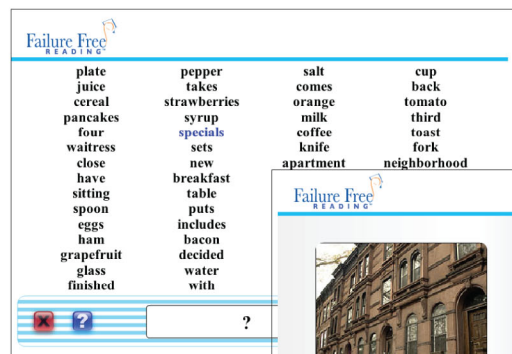 Failure Free
READING
plate pepper salt cup
juice takes comes back
cereal strawberries orange tomato
pancakes syrup milk third
four specials coffee toast
waitress sets knife fork
close new apartment neighborhood
have breakfast
sitting table
spoon puts
eggs includes
ham bacon
grapefruit decided
glass water
finished with
?
?
Failure Free
READING